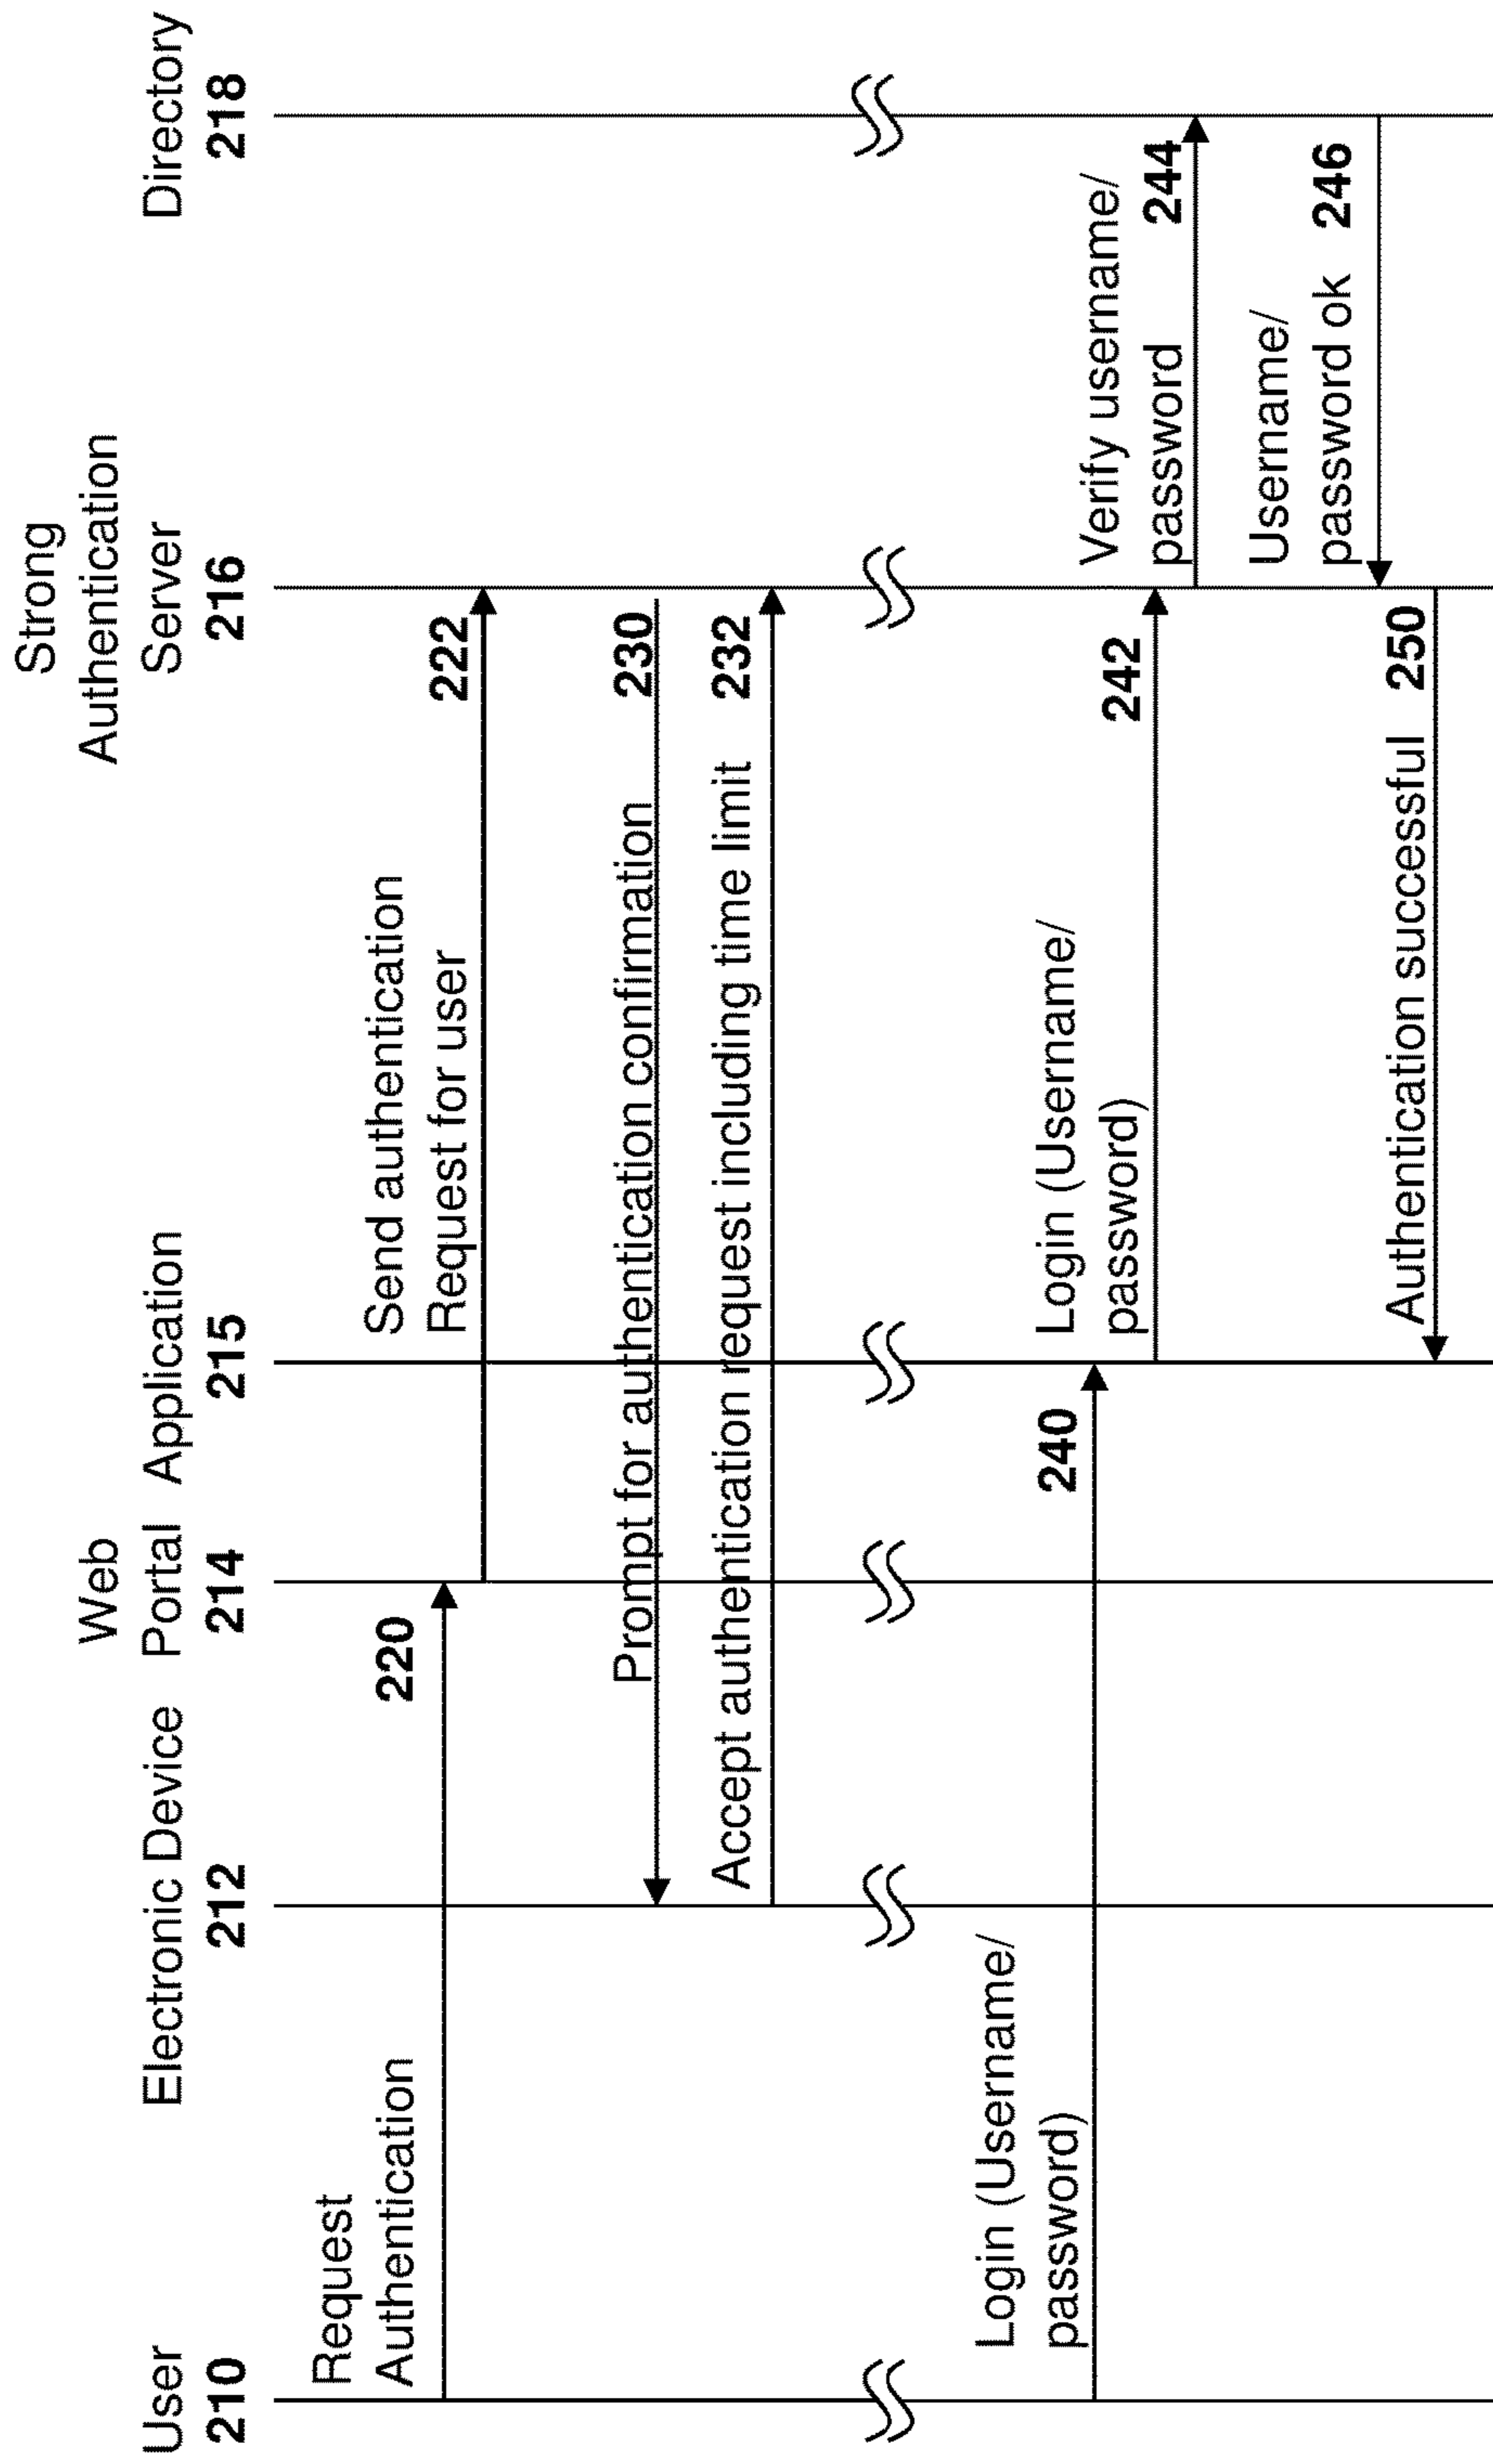 User
210
Electronic Device
212
Web
Portal
214
Application
215
Strong
Authentication
Server
216
Directory
218
Request
Authentication
220
Send authentication
Request for user
222
Prompt for authentication confirmation 230
Accept authentication request including time limit 232
Login (Username/
password)
240
Login (Username/
password)
242
Verify username/
password 244
Username/
password ok 246
Authentication successful 250